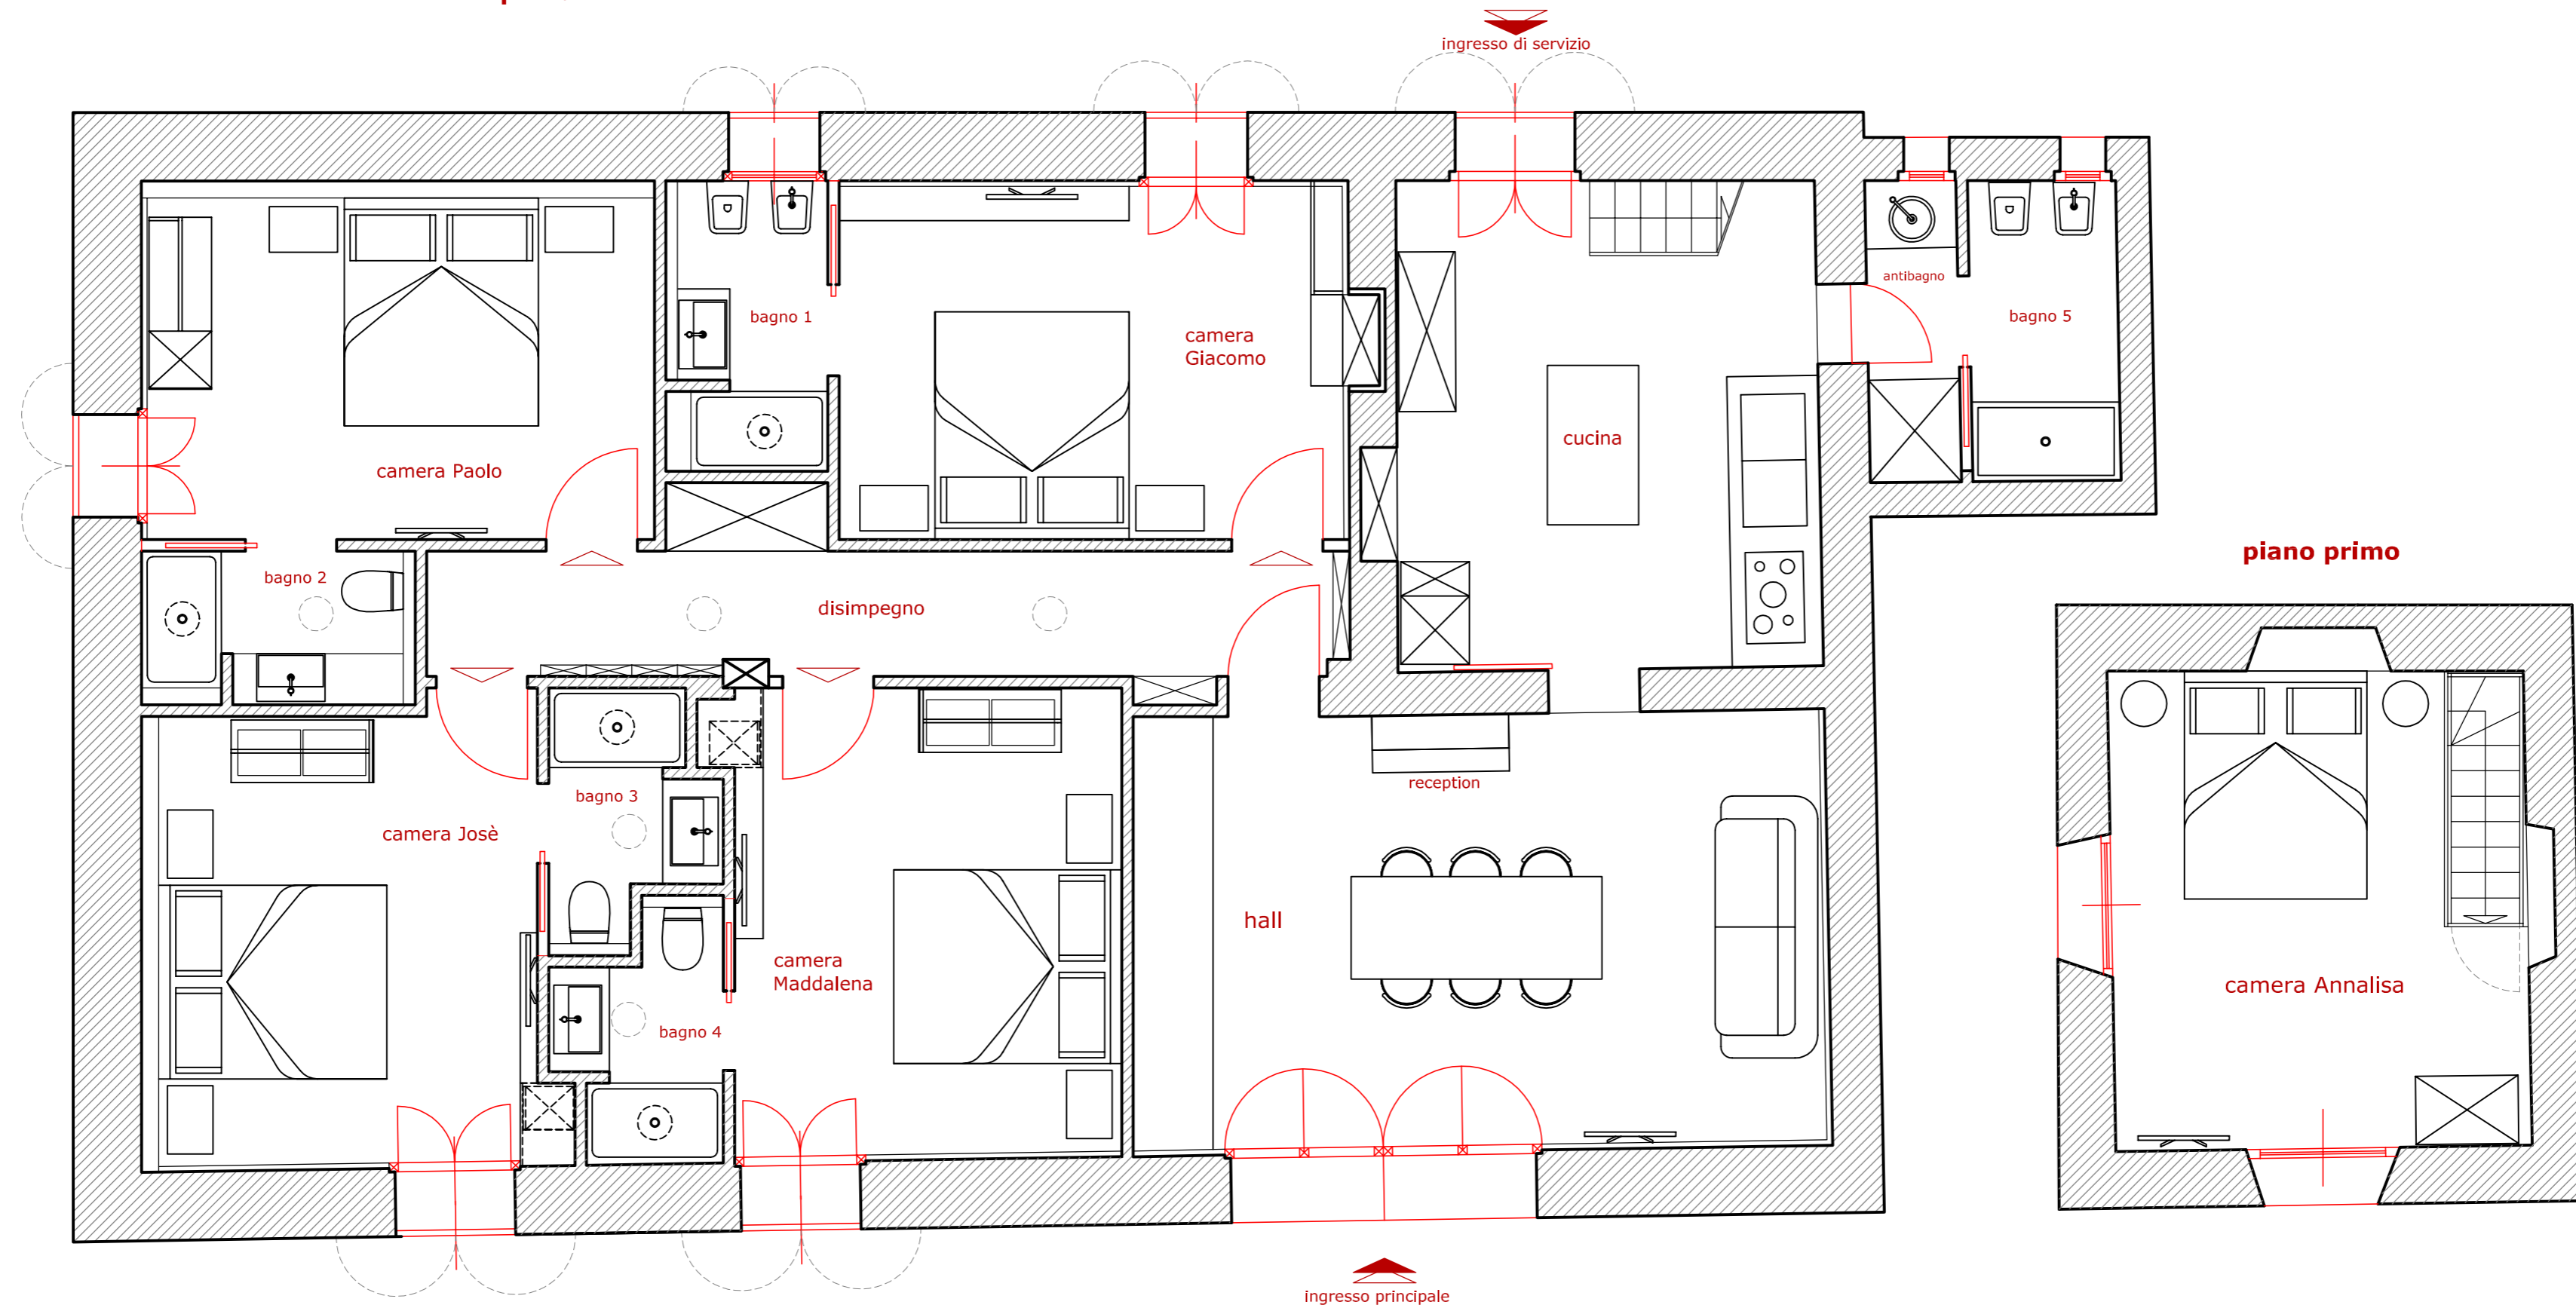 ingresso di servizio
antibagno
bagno 1
bagno 5
camera
Giacomo
cucina
camera Paolo
piano primo
bagno 2
disimpegno
reception
bagno 3
camera Josè
hall
camera
Maddalena
camera Annalisa
bagno 4
ingresso principale